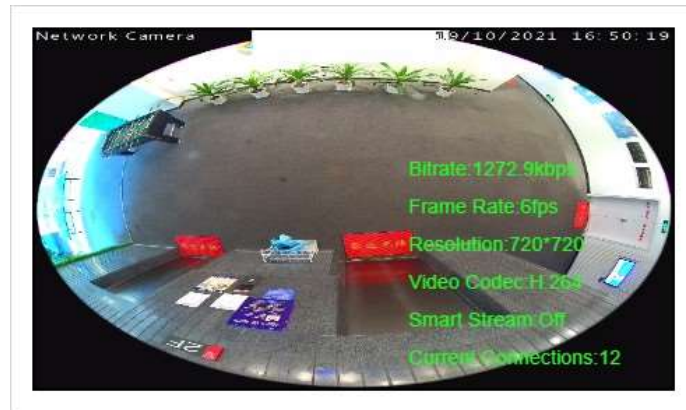 Network Camera
19/10/2021 16:50:19
Bitrate:1272.9kbps
Frame Rate:6fps
Resolution:720*720
Video Codec:H.264
Smart Stream:Off
Current Connections:12
2F